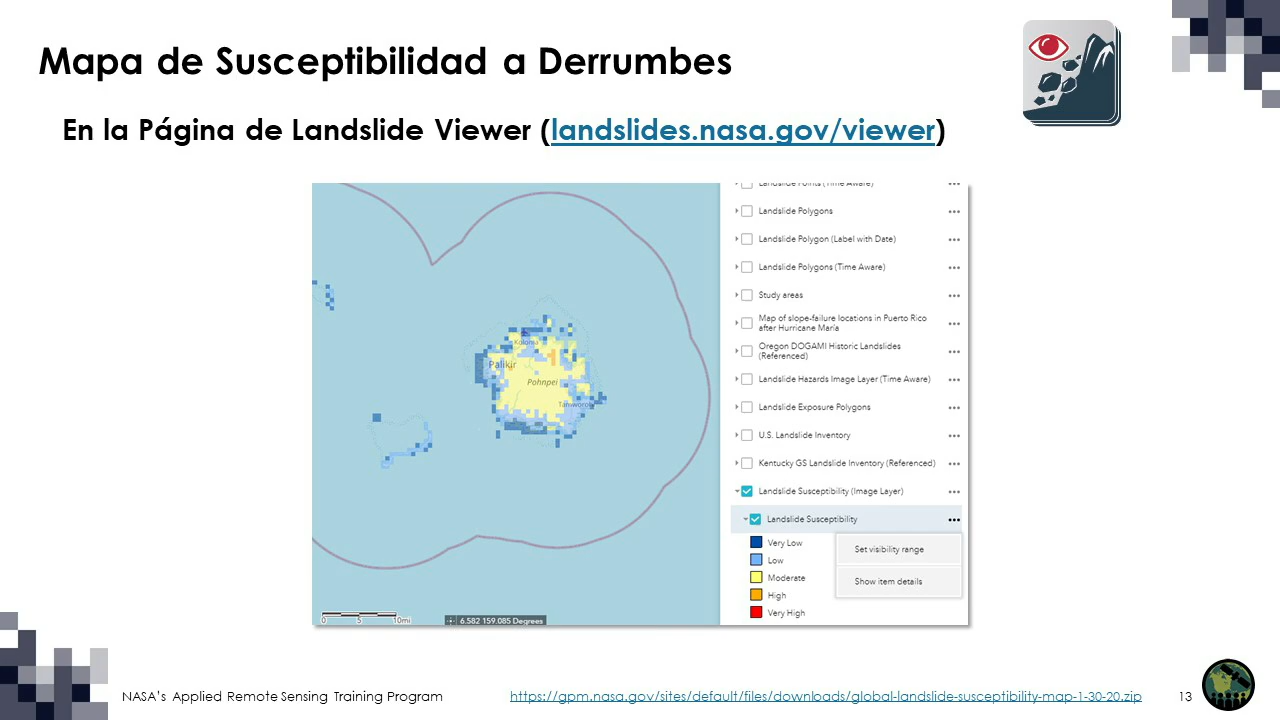 Mapa de Susceptibilidad a Derrumbes
En la Página de Landslide Viewer (landslides.nasa.gov/viewer)
Landslide Points (Time Aware)
Landslide Polygons
Landslide Polygon (Label with Date)
Landslide Polygons (Time Aware)
Study areas
Map of slope-failure locations in Puerto Rico
after Hurricane María
Oregon DOGAMI Historic Landslides
(Referenced)
Landslide Hazards Image Layer (Time Aware)
Landslide Exposure Polygons
U.S. Landslide Inventory
Kentucky GS Landslide Inventory (Referenced)
Landslide Susceptibility (Image Layer)
Landslide Susceptibility
Very Low
Low
Moderate
High
Very High
Set visibility range
Show item details
Kolonia
Palikir
Pohnpei
0 5 10mi
6.582 159.085 Degrees
NASA's Applied Remote Sensing Training Program
https://gpm.nasa.gov/sites/default/files/downloads/global-landslide-susceptibility-map-1-30-20.zip
13